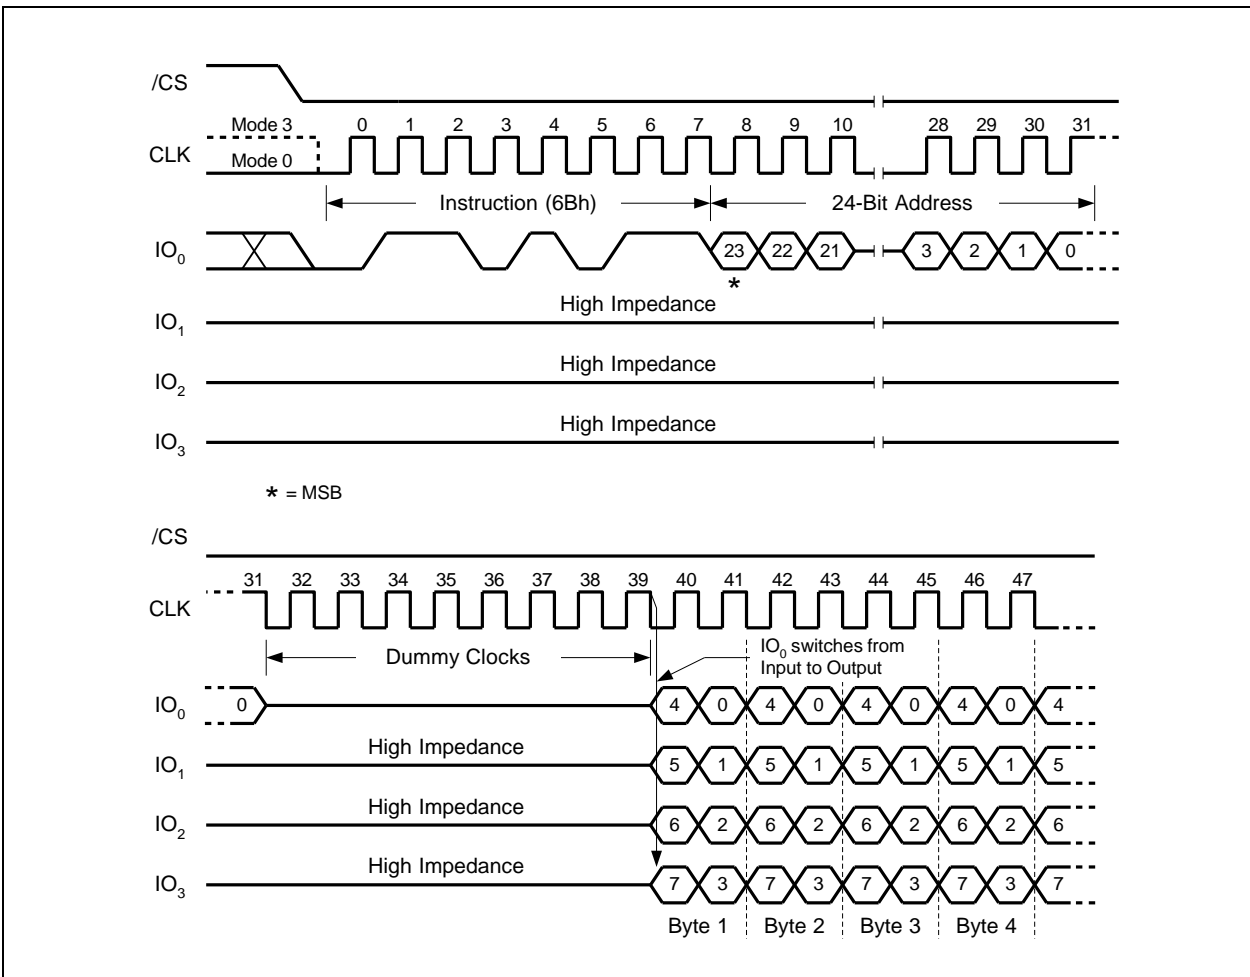 /CS
Mode 3 0 1 2 3 4 5 6 7 8 9 10 28 29 30 31
CLK
Mode 0
Instruction (6Bh) 24-Bit Address
IO0 23 22 21 3 2 1 0
*
High Impedance
IO1
High Impedance
IO2
High Impedance
IO3
* = MSB
/CS
31 32 33 34 35 36 37 38 39 40 41 42 43 44 45 46 47
CLK
Dummy Clocks
IO0 switches from
Input to Output
IO0 0 4 0 4 0 4 0 4 0 4
High Impedance
IO1 5 1 5 1 5 1 5 1 5
High Impedance
IO2 6 2 6 2 6 2 6 2 6
High Impedance
IO3 7 3 7 3 7 3 7 3 7
Byte 1 Byte 2 Byte 3 Byte 4